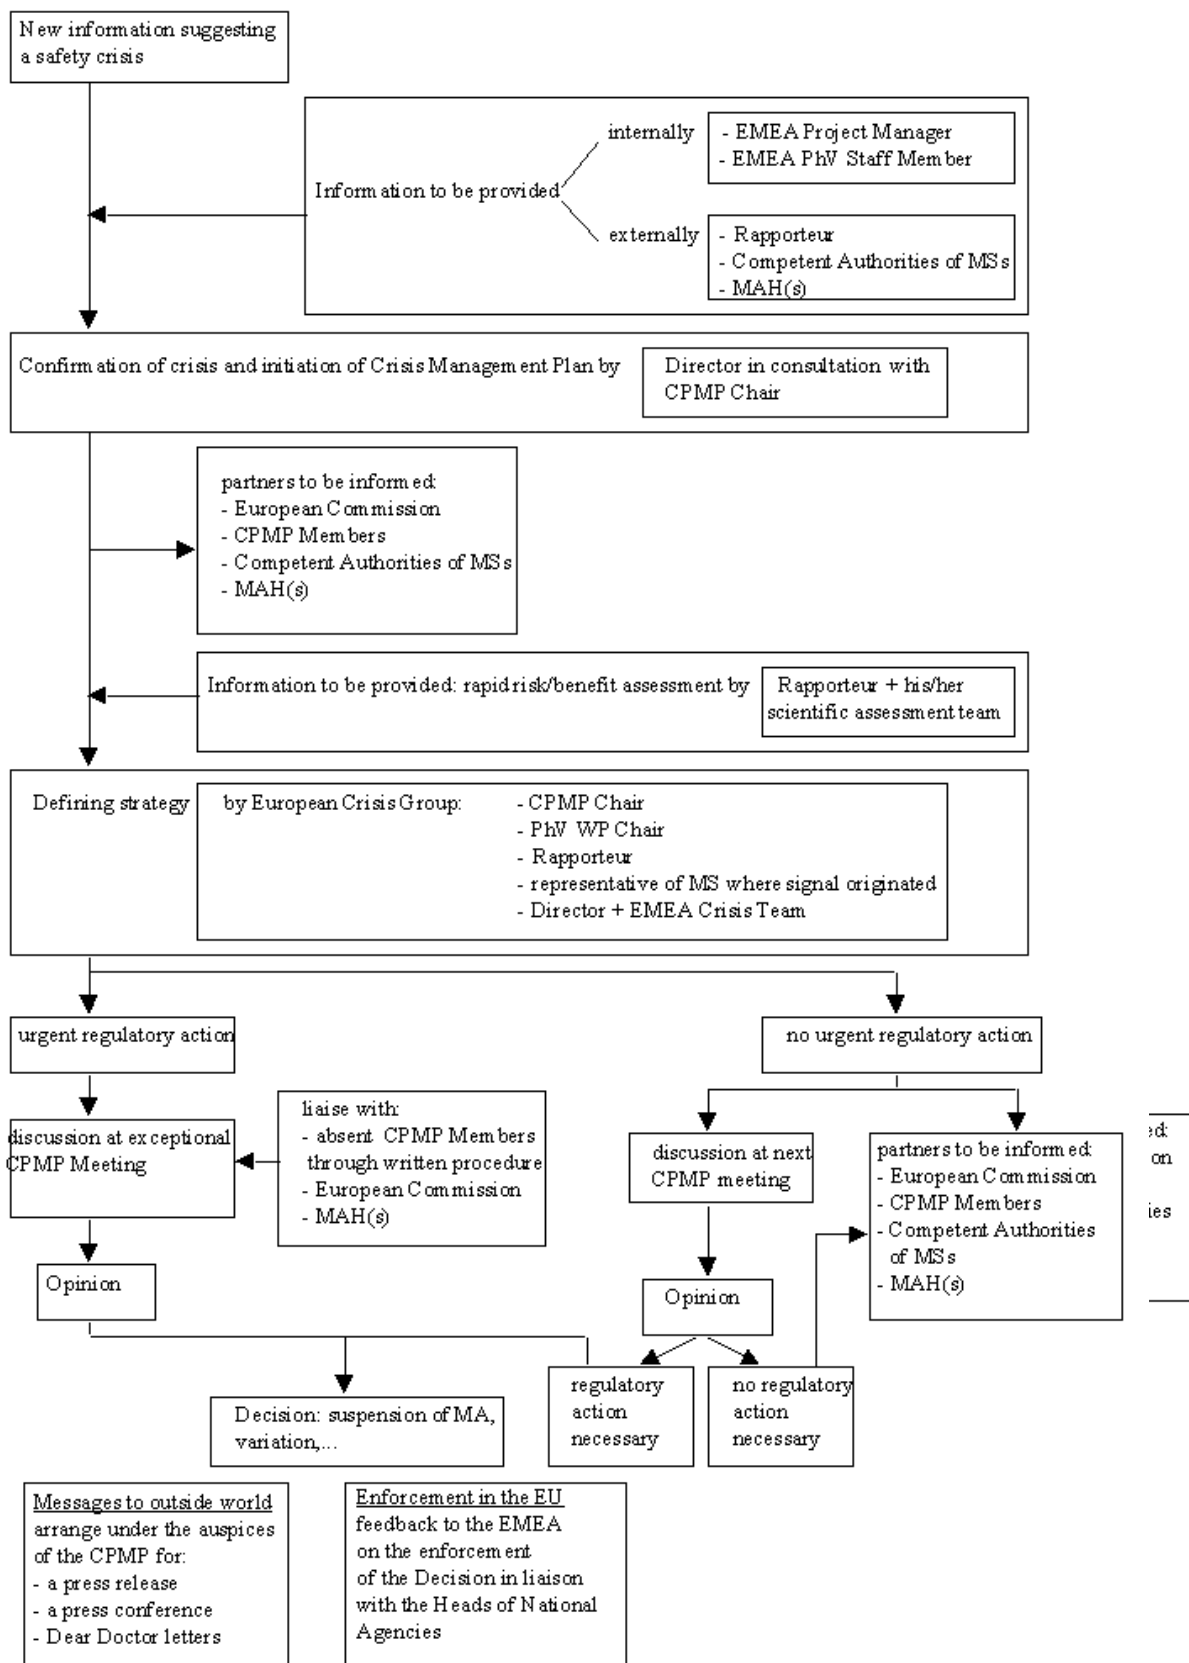 New information suggesting
a safety crisis
internally
- EMEA Project Manager
- EMEA PhV Staff Member
Information to be provided
externally
- Rapporteur
- Competent Authorities of MSs
- MAH(s)
Confirmation of crisis and initiation of Crisis Management Plan by
Director in consultation with
CPMP Chair
partners to be informed:
- European Commission
- CPMP Members
- Competent Authorities of MSs
- MAH(s)
Information to be provided: rapid risk/benefit assessment by
Rapporteur + his/her
scientific assessment team
Defining strategy
by European Crisis Group:
- CPMP Chair
- PhV WP Chair
- Rapporteur
- representative of MS where signal originated
- Director + EMEA Crisis Team
urgent regulatory action
no urgent regulatory action
discussion at exceptional
CPMP Meeting
liaise with:
- absent CPMP Members
through written procedure
- European Commission
- MAH(s)
discussion at next
CPMP meeting
partners to be informed:
- European Commission
- CPMP Members
- Competent Authorities
of MSs
- MAH(s)
ed:
on
ies
Opinion
Opinion
regulatory
action
necessary
no regulatory
action
necessary
Decision: suspension of MA,
variation,...
Messages to outside world
arrange under the auspices
of the CPMP for:
- a press release
- a press conference
- Dear Doctor letters
Enforcement in the EU
feedback to the EMEA
on the enforcement
of the Decision in liaison
with the Heads of National
Agencies